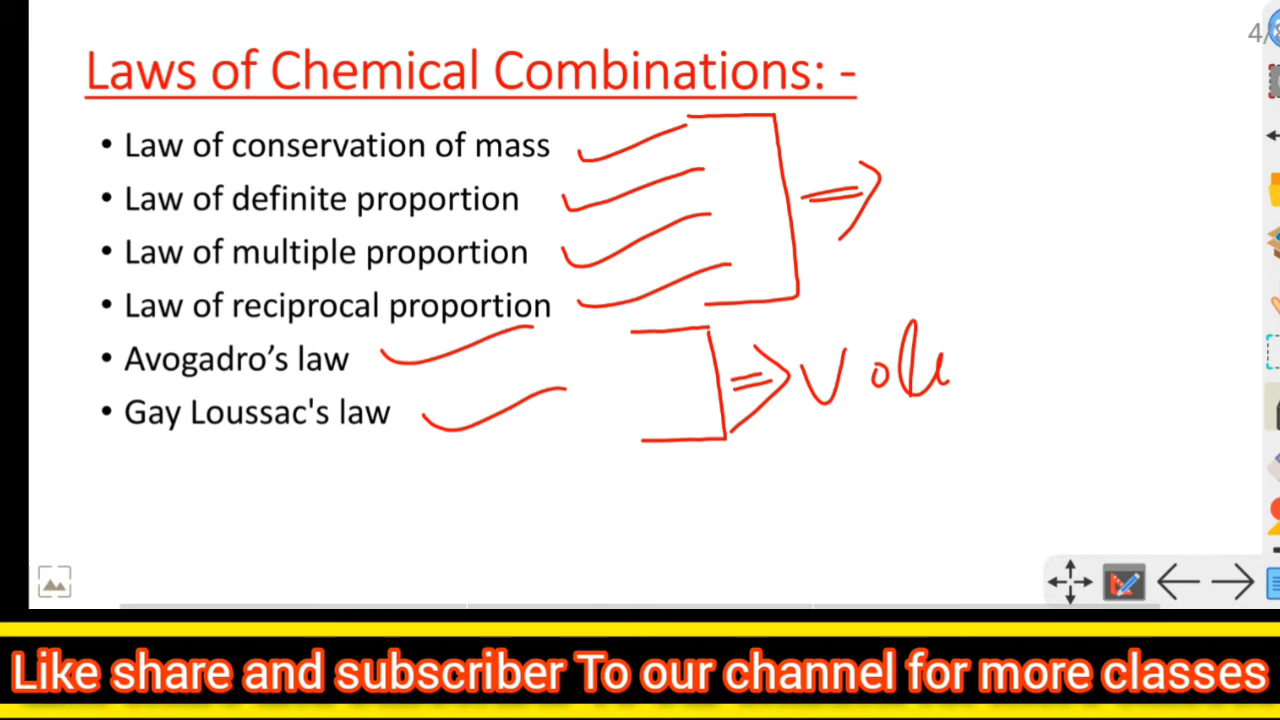 4/
Laws of Chemical Combinations: -
• Law of conservation of mass
• Law of definite proportion
• Law of multiple proportion
• Law of reciprocal proportion
• Avogadro’s law
• Gay Loussac's law
Like share and subscriber To our channel for more classes